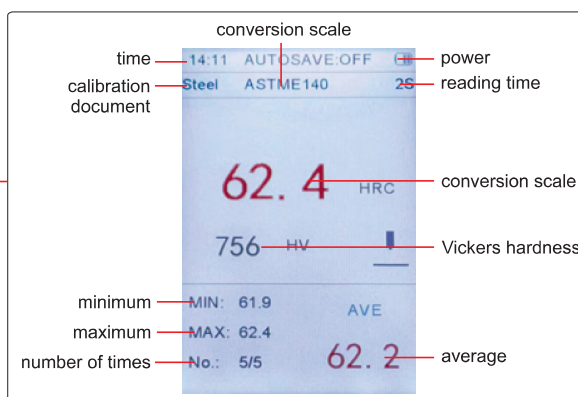 conversion scale
time
14:11 AUTOSAVE:OFF
power
calibration
document
Steel ASTME140 2S
reading time
62.4 HRC
conversion scale
756 HV
Vickers hardness
minimum
MIN: 61.9
AVE
maximum
MAX: 62.4
number of times
No.: 5/5
62.2
average